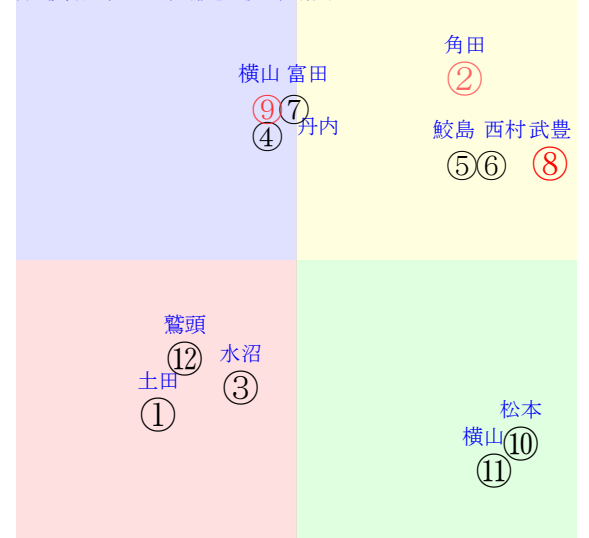 角田
②
横山 富田
⑨⑦
④ 丹内
鮫島 西村 武豊
⑤⑥ ⑧
鷲頭
⑫
水沼
③
土田
①
松本
⑩
横山
⑪